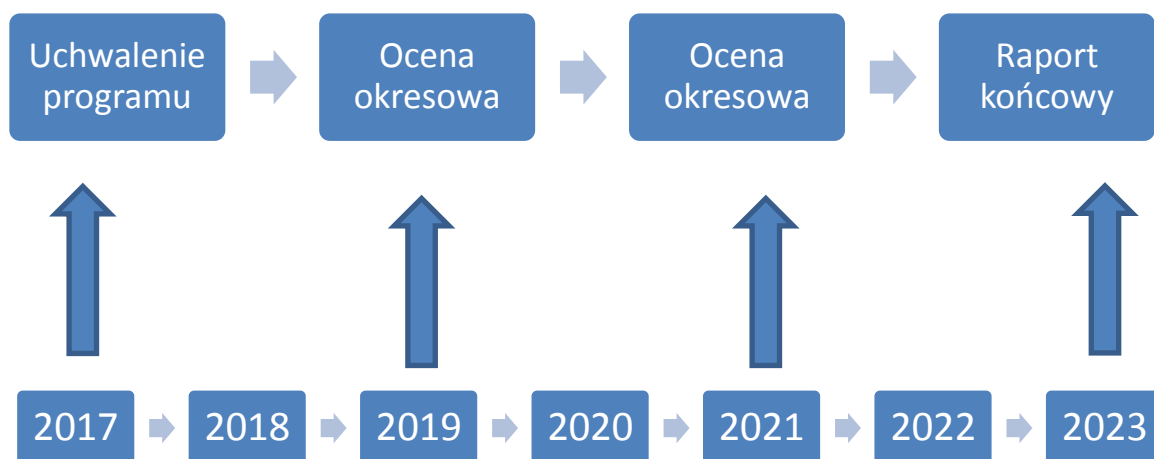 Uchwalenie
programu
Ocena
okresowa
Ocena
okresowa
Raport
końcowy
2017
2018
2019
2020
2021
2022
2023